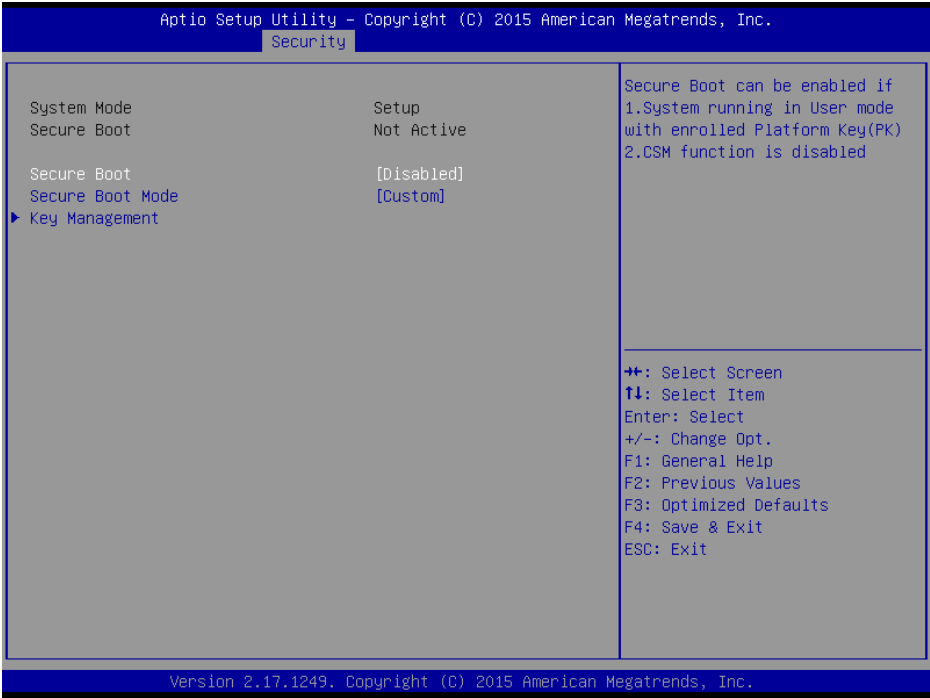 Aptio Setup Utility – Copyright (C) 2015 American Megatrends, Inc.
Security
System Mode Setup
Secure Boot Not Active
Secure Boot [Disabled]
Secure Boot Mode [Custom]
▶ Key Management
Secure Boot can be enabled if
1.System running in User mode
with enrolled Platform Key(PK)
2.CSM function is disabled
→←: Select Screen
↑↓: Select Item
Enter: Select
+/-: Change Opt.
F1: General Help
F2: Previous Values
F3: Optimized Defaults
F4: Save & Exit
ESC: Exit
Version 2.17.1249. Copyright (C) 2015 American Megatrends, Inc.